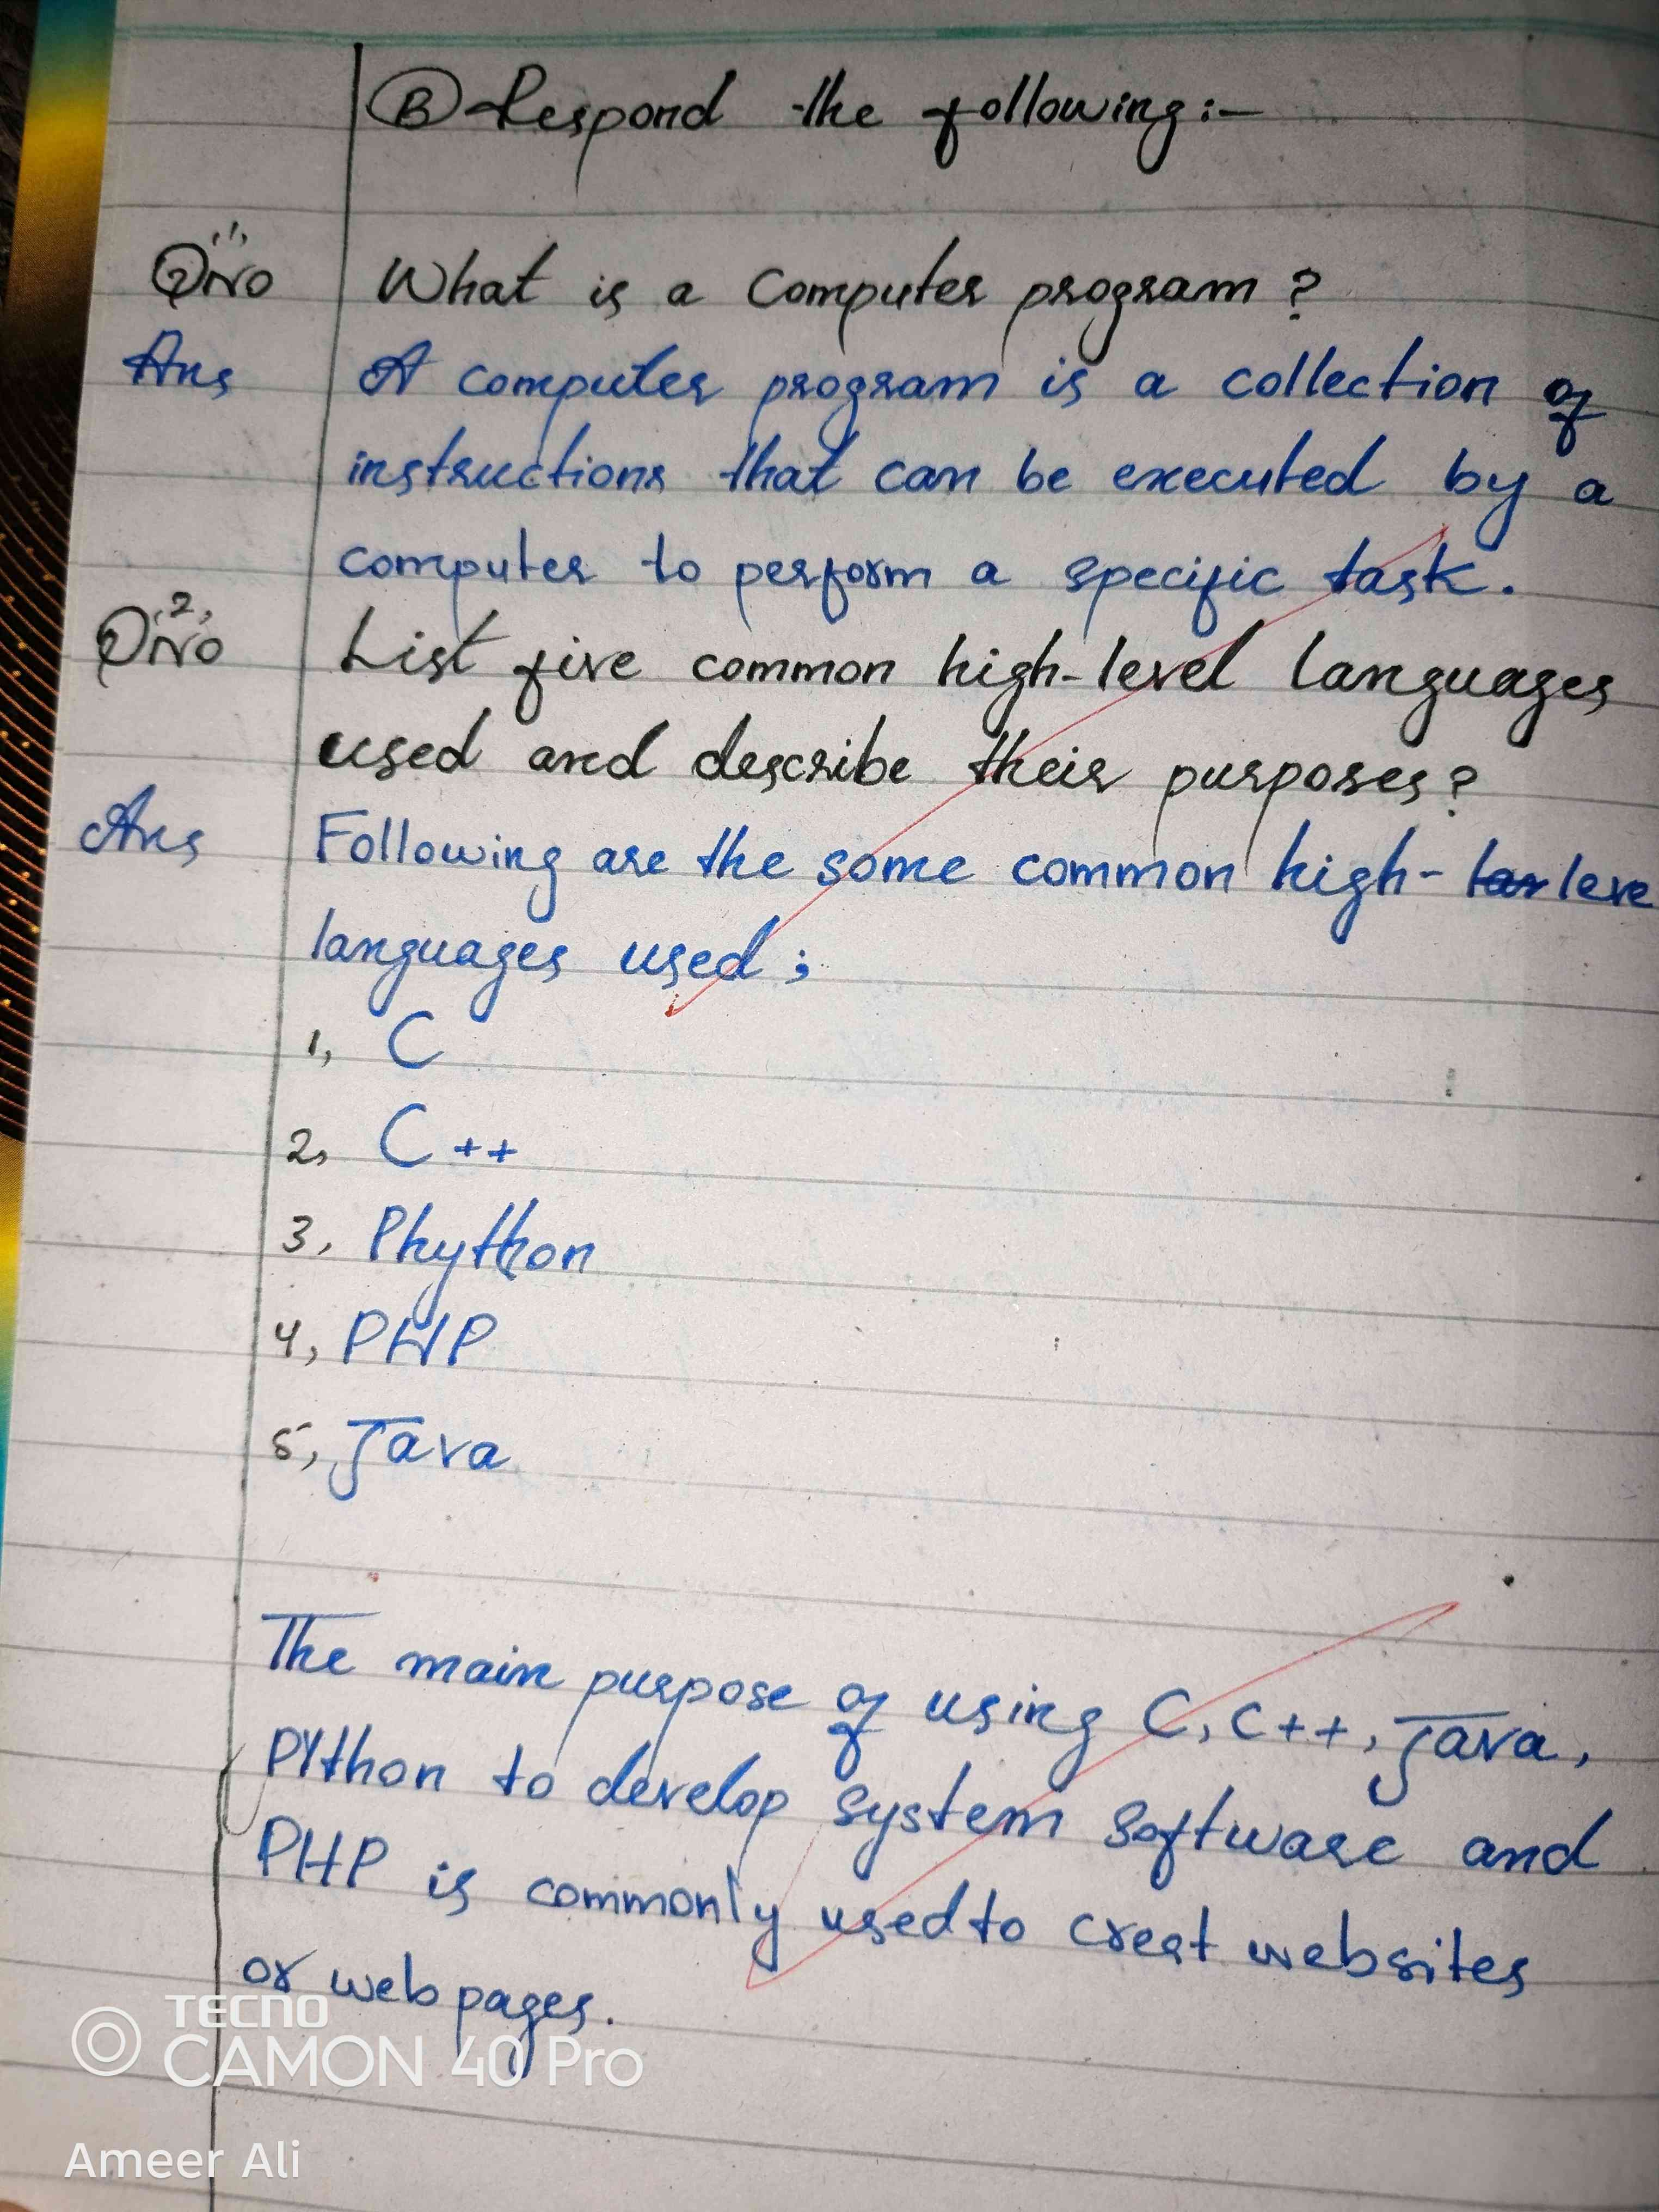 B Respond the following:-
QNo "1" What is a Computer program?
Ans A computer program is a collection of
instructions that can be executed by a
computer to perform a specific task.
QNo "2" List five common high-level languages
used and describe their purposes?
Ans Following are the some common high-leve
languages used;
1, C
2, C++
3, Phython
4, PHP
5, Java
The main purpose of using C, C++, Java,
PYthon to develop system software and
PHP is commonly used to creat websites
or web pages.
TECNO
CAMON 40 Pro
Ameer Ali